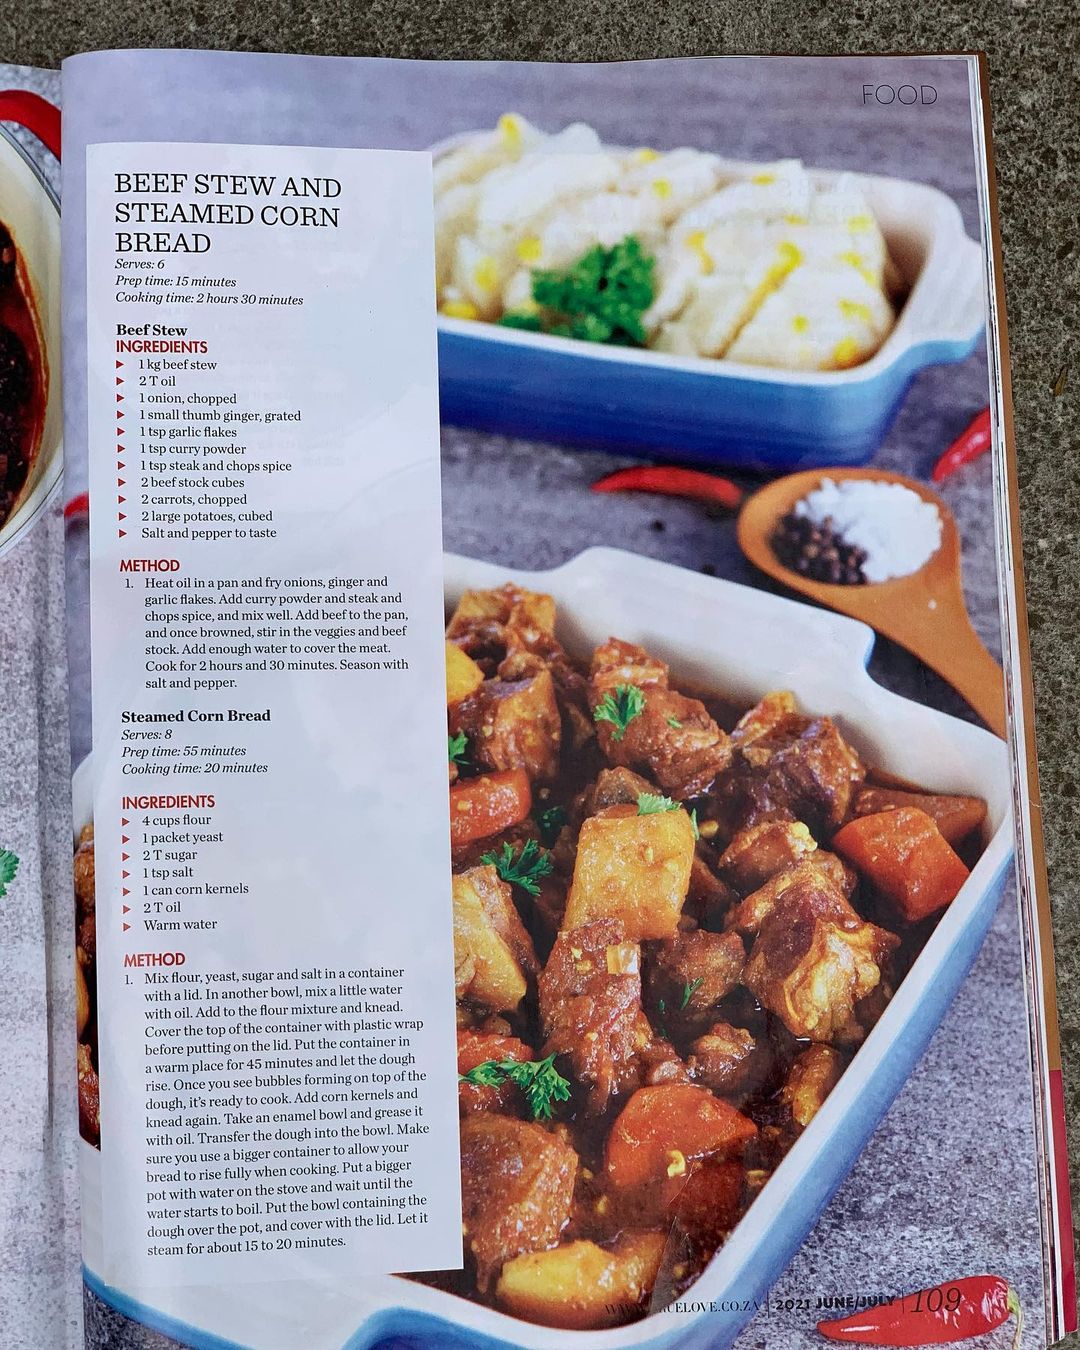 FOOD
BEEF STEW AND
STEAMED CORN
BREAD
Serves: 6
Prep time: 15 minutes
Cooking time: 2 hours 30 minutes
Beef Stew
INGREDIENTS
▶ 1 kg beef stew
▶ 2 T oil
▶ 1 onion, chopped
▶ 1 small thumb ginger, grated
▶ 1 tsp garlic flakes
▶ 1 tsp curry powder
▶ 1 tsp steak and chops spice
▶ 2 beef stock cubes
▶ 2 carrots, chopped
▶ 2 large potatoes, cubed
▶ Salt and pepper to taste
METHOD
1. Heat oil in a pan and fry onions, ginger and
garlic flakes. Add curry powder and steak and
chops spice, and mix well. Add beef to the pan,
and once browned, stir in the veggies and beef
stock. Add enough water to cover the meat.
Cook for 2 hours and 30 minutes. Season with
salt and pepper.
Steamed Corn Bread
Serves: 8
Prep time: 55 minutes
Cooking time: 20 minutes
INGREDIENTS
▶ 4 cups flour
▶ 1 packet yeast
▶ 2 T sugar
▶ 1 tsp salt
▶ 1 can corn kernels
▶ 2 T oil
▶ Warm water
METHOD
1. Mix flour, yeast, sugar and salt in a container
with a lid. In another bowl, mix a little water
with oil. Add to the flour mixture and knead.
Cover the top of the container with plastic wrap
before putting on the lid. Put the container in
a warm place for 45 minutes and let the dough
rise. Once you see bubbles forming on top of the
dough, it's ready to cook. Add corn kernels and
knead again. Take an enamel bowl and grease it
with oil. Transfer the dough into the bowl. Make
sure you use a bigger container to allow your
bread to rise fully when cooking. Put a bigger
pot with water on the stove and wait until the
water starts to boil. Put the bowl containing the
dough over the pot, and cover with the lid. Let it
steam for about 15 to 20 minutes.
2021 JUNE/JULY | 109